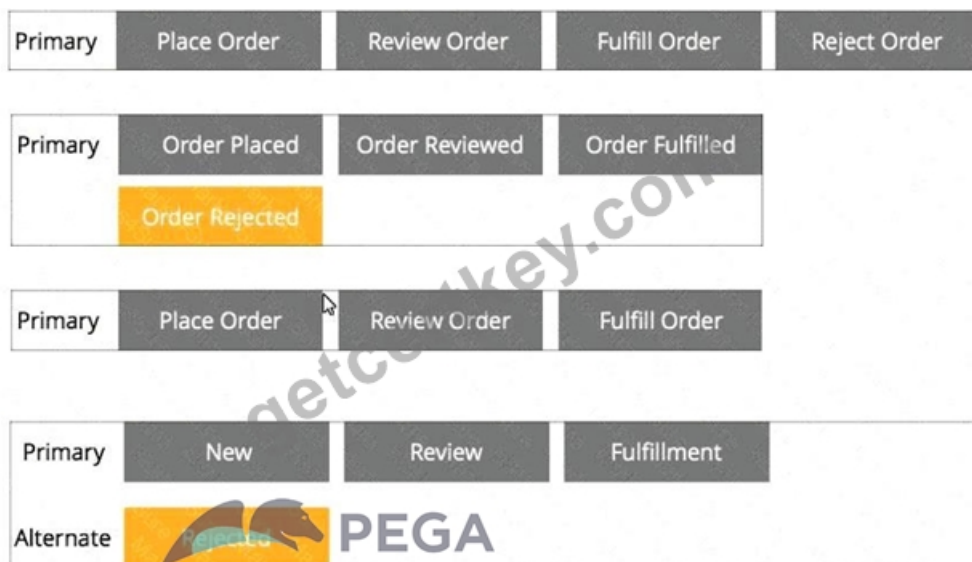 Primary Place Order Review Order Fulfill Order Reject Order
Primary Order Placed Order Reviewed Order Fulfilled
Order Rejected
Primary Place Order Review Order Fulfill Order
Primary New Review Fulfillment
Alternate Rejected PEGA